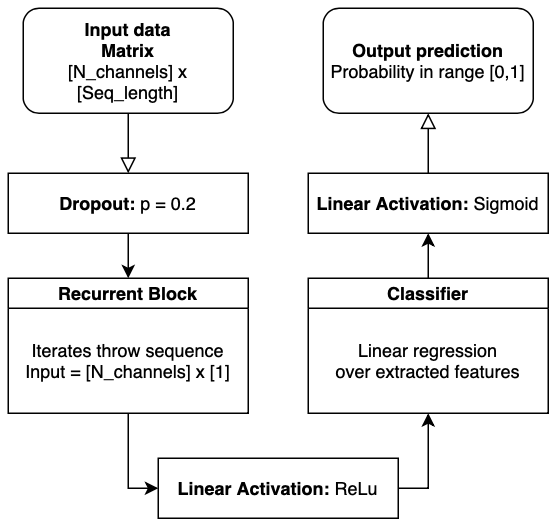 Input data
Matrix
[N_channels] x
[Seq_length]
Dropout: p = 0.2
Recurrent Block
Iterates throw sequence
Input = [N_channels] x [1]
Linear Activation: ReLu
Classifier
Linear regression
over extracted features
Linear Activation: Sigmoid
Output prediction
Probability in range [0,1]